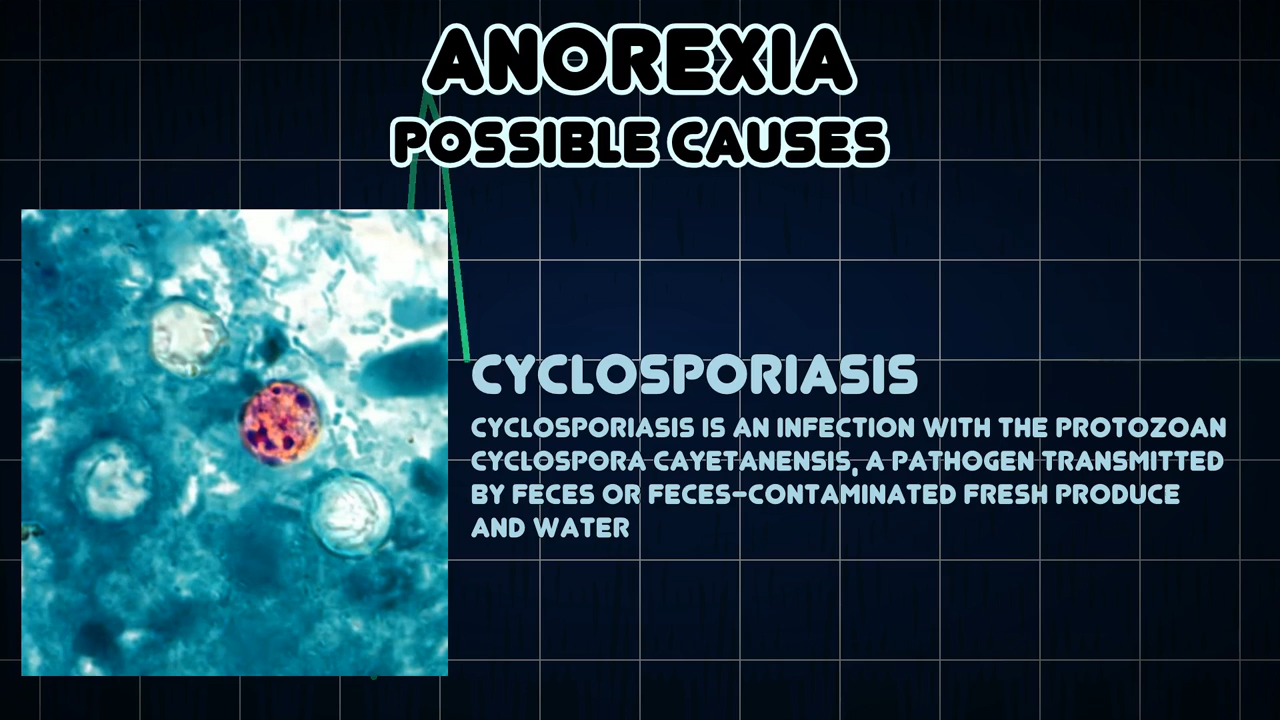 ANOREXIA
POSSIBLE CAUSES
CYCLOSPORIASIS
CYCLOSPORIASIS IS AN INFECTION WITH THE PROTOZOAN
CYCLOSPORA CAYETANENSIS, A PATHOGEN TRANSMITTED
BY FECES OR FECES-CONTAMINATED FRESH PRODUCE
AND WATER